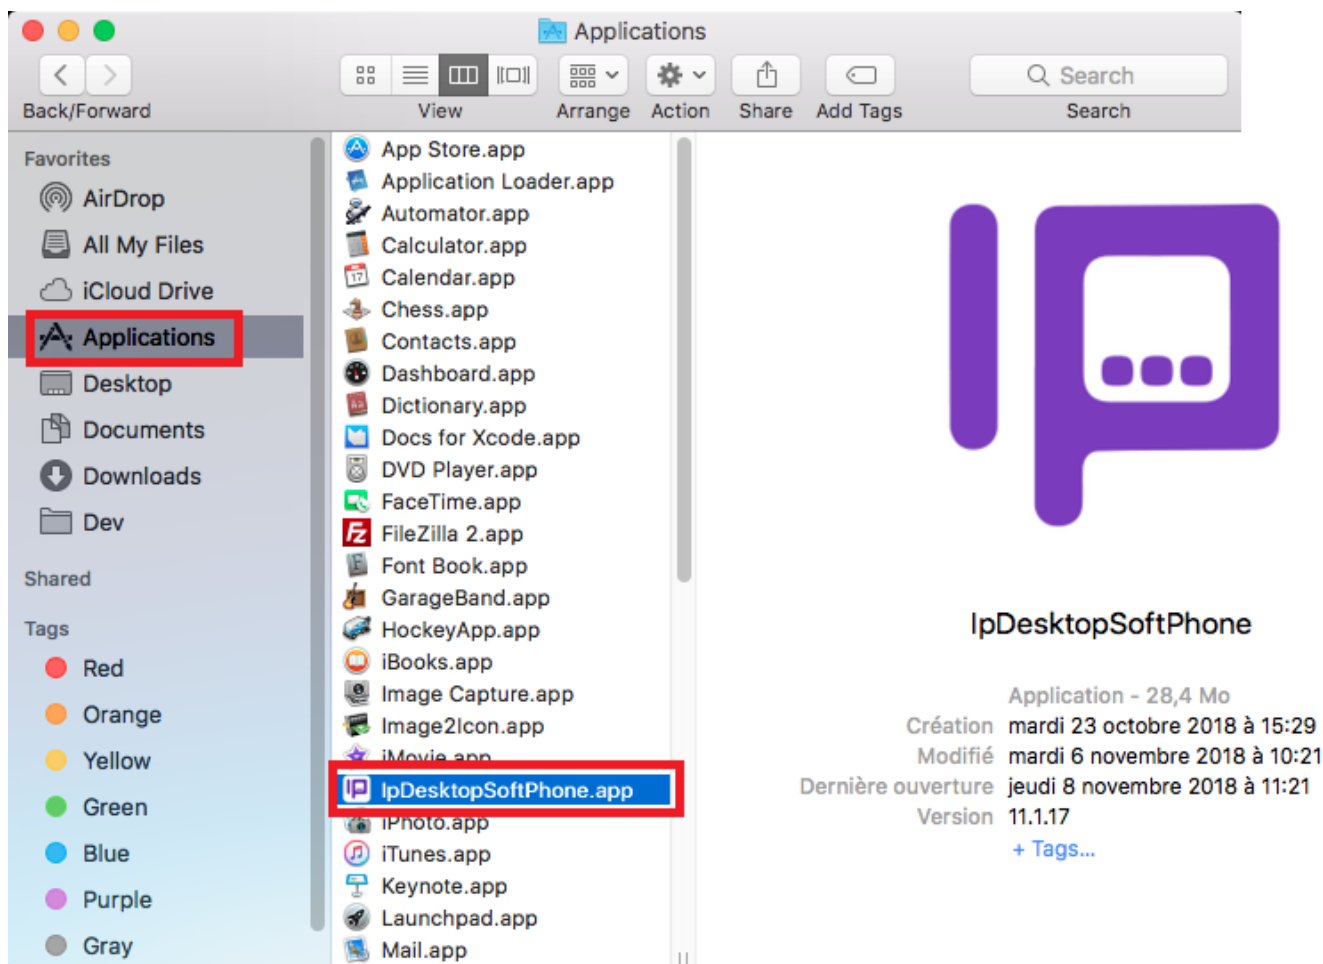 Applications
Search
Back/Forward
View
Arrange
Action
Share
Add Tags
Search
Favorites
AirDrop
All My Files
iCloud Drive
Applications
Desktop
Documents
Downloads
Dev
Shared
Tags
Red
Orange
Yellow
Green
Blue
Purple
Gray
App Store.app
Application Loader.app
Automator.app
Calculator.app
Calendar.app
Chess.app
Contacts.app
Dashboard.app
Dictionary.app
Docs for Xcode.app
DVD Player.app
FaceTime.app
FileZilla 2.app
Font Book.app
GarageBand.app
HockeyApp.app
iBooks.app
Image Capture.app
Image2Icon.app
iMovie.app
IpDesktopSoftPhone.app
iPhoto.app
iTunes.app
Keynote.app
Launchpad.app
Mail.app
IpDesktopSoftPhone
Application - 28,4 Mo
Création mardi 23 octobre 2018 à 15:29
Modifié mardi 6 novembre 2018 à 10:21
Dernière ouverture jeudi 8 novembre 2018 à 11:21
Version 11.1.17
+ Tags...